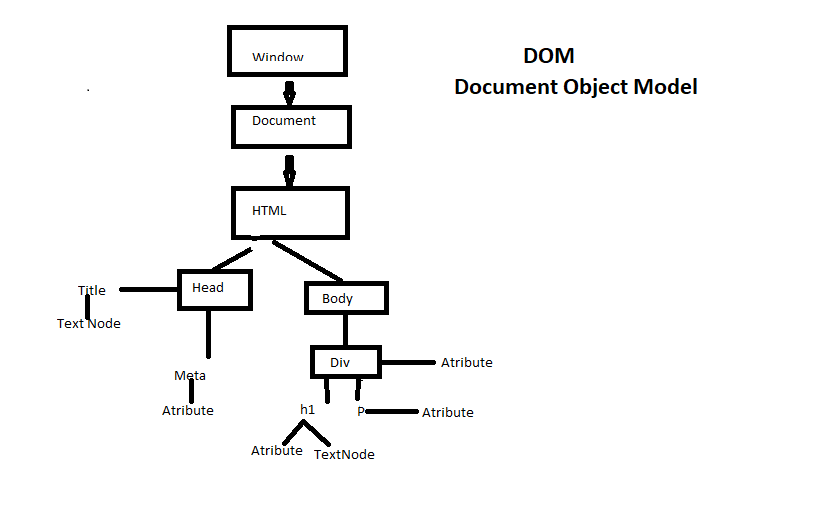 DOM
Document Object Model
Window
Document
HTML
Head
Body
Title
Text Node
Meta
Atribute
Div
Atribute
h1
P
Atribute
Atribute
TextNode